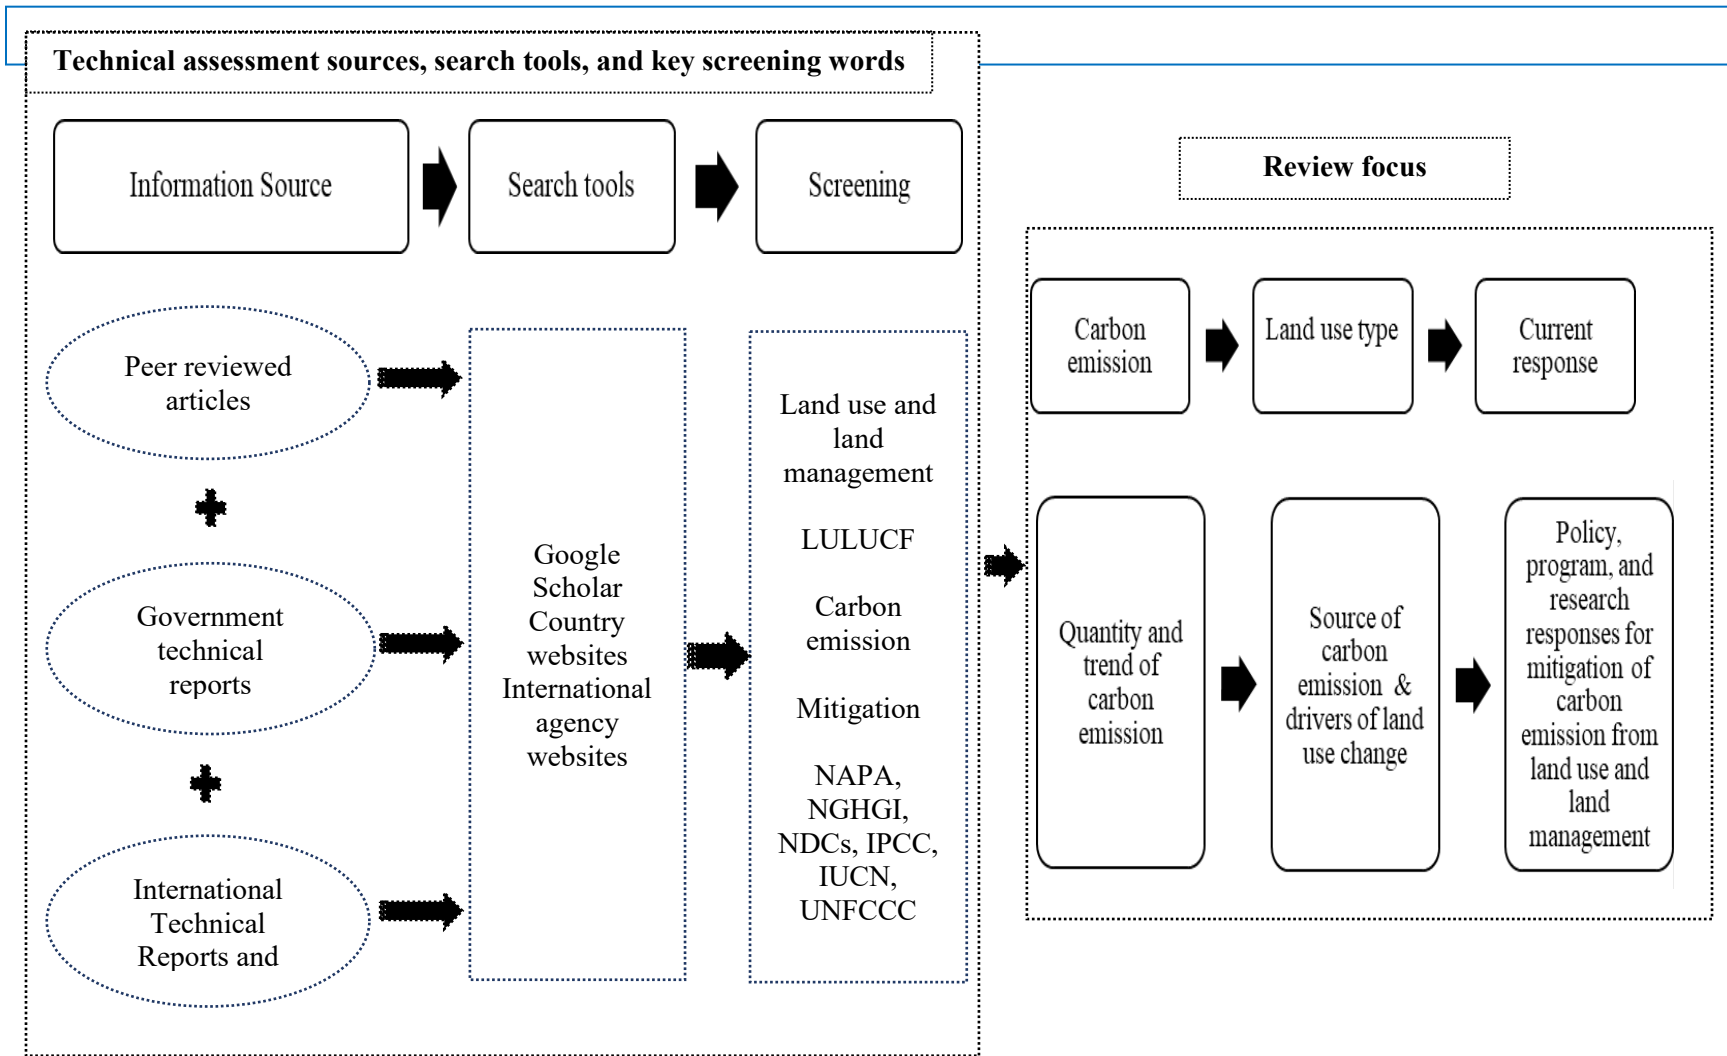 Technical assessment sources, search tools, and key screening words
Information Source
Search tools
Screening
Peer reviewed
articles
Government
technical
reports
International
Technical
Reports and
Google
Scholar
Country
websites
International
agency
websites
Land use and
land
management
LULUCF
Carbon
emission
Mitigation
NAPA,
NGHGI,
NDCs, IPCC,
IUCN,
UNFCCC
Review focus
Carbon
emission
Land use type
Current
response
Quantity and
trend of
carbon
emission
Source of
carbon
emission &
drivers of land
use change
Policy,
program, and
research
responses for
mitigation of
carbon
emission from
land use and
land
management